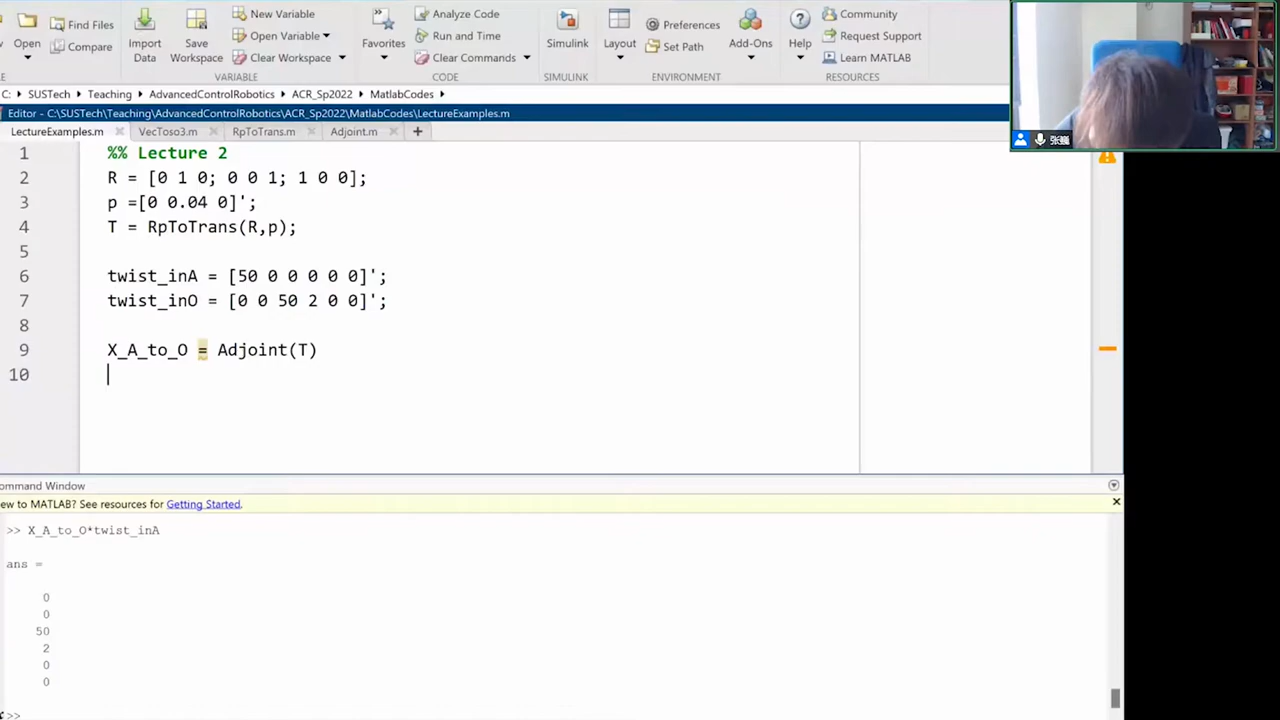 Open
Find Files
Compare
Import Data
Save Workspace
New Variable
Open Variable
Clear Workspace
VARIABLE
Favorites
Analyze Code
Run and Time
Clear Commands
CODE
Simulink
SIMULINK
Layout
Preferences
Set Path
Add-Ons
ENVIRONMENT
Help
Community
Request Support
Learn MATLAB
RESOURCES
C: SUSTech Teaching AdvancedControlRobotics ACR_Sp2022 MatlabCodes
Editor - C:\SUSTech\Teaching\AdvancedControlRobotics\ACR_Sp2022\MatlabCodes\LectureExamples.m
LectureExamples.m VecToso3.m RpToTrans.m Adjoint.m
1 %% Lecture 2
2 R = [0 1 0; 0 0 1; 1 0 0];
3 p =[0 0.04 0]';
4 T = RpToTrans(R,p);
5
6 twist_inA = [50 0 0 0 0 0]';
7 twist_inO = [0 0 50 2 0 0]';
8
9 X_A_to_O = Adjoint(T)
10
ommand Window
ew to MATLAB? See resources for Getting Started.
>> X_A_to_O*twist_inA
ans =
0
0
50
2
0
0
>>